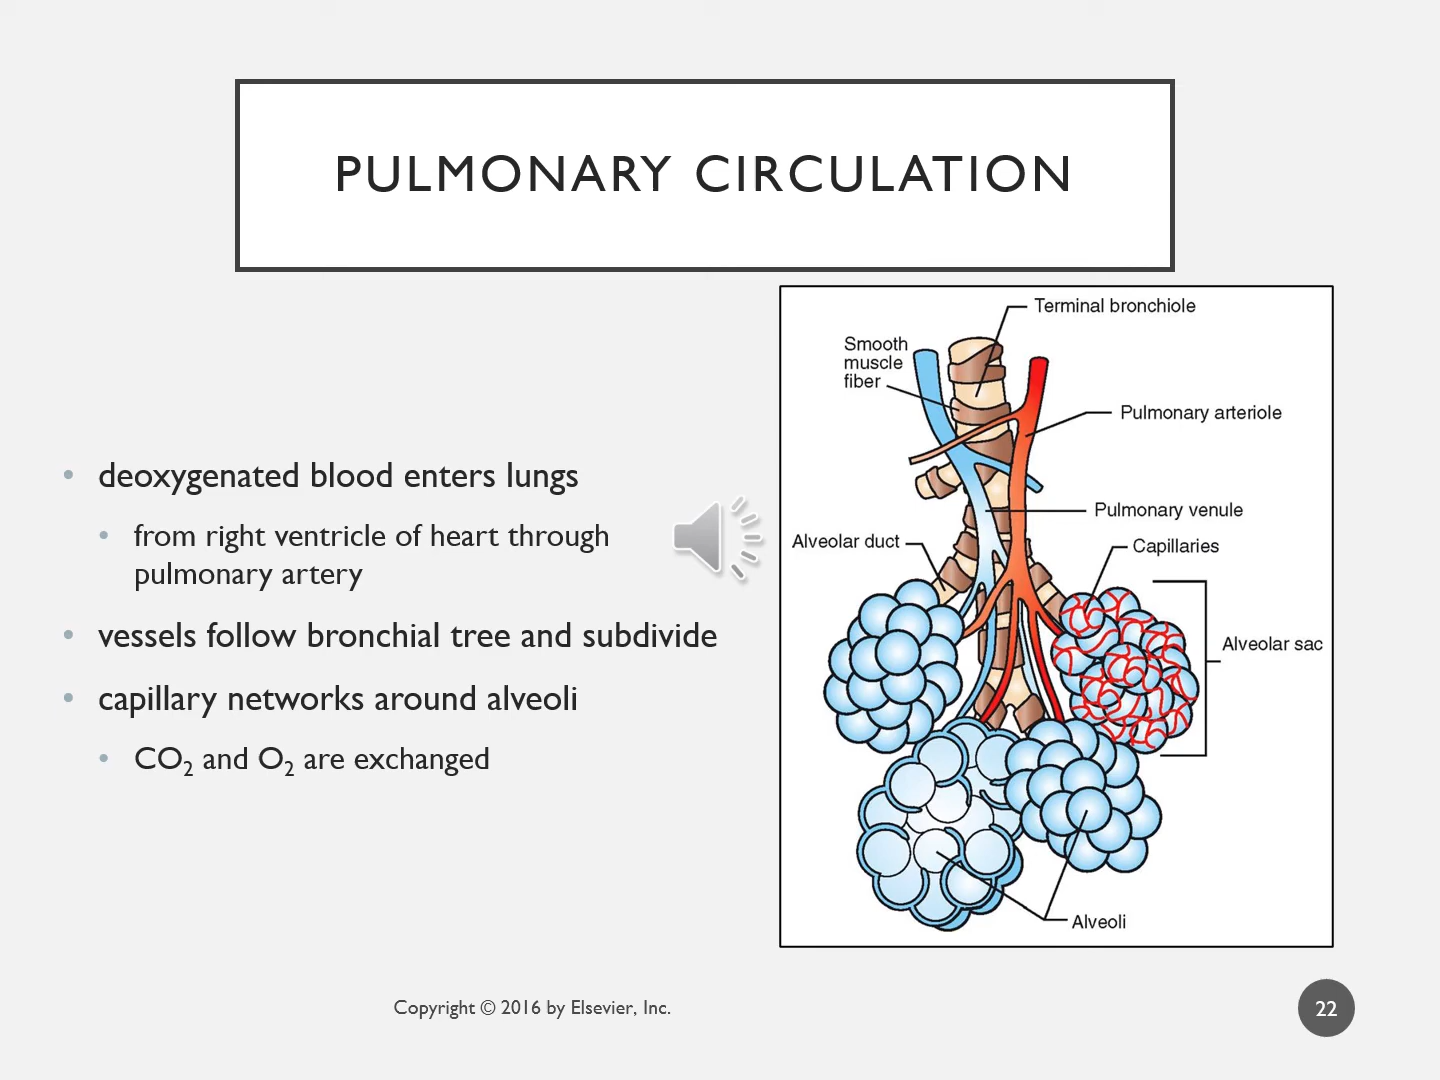 PULMONARY CIRCULATION
• deoxygenated blood enters lungs
• from right ventricle of heart through
pulmonary artery
• vessels follow bronchial tree and subdivide
• capillary networks around alveoli
• CO₂ and O₂ are exchanged
Terminal bronchiole
Smooth
muscle
fiber
Pulmonary arteriole
Pulmonary venule
Alveolar duct
Capillaries
Alveolar sac
Alveoli
Copyright © 2016 by Elsevier, Inc.
22